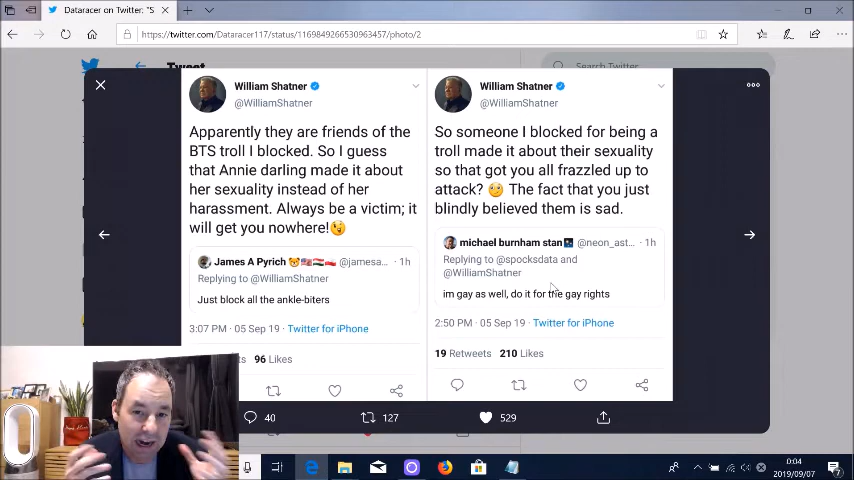 Dataracer on Twitter: "S
https://twitter.com/Dataracer117/status/1169849266530963457/photo/2
Tweet
Search Twitter
William Shatner
@WilliamShatner
Apparently they are friends of the
BTS troll I blocked. So I guess
that Annie darling made it about
her sexuality instead of her
harassment. Always be a victim; it
will get you nowhere!😉
James A Pyrich 🐯🇺🇸🇭🇺🇵🇱 @jamesa... · 1h
Replying to @WilliamShatner
Just block all the ankle-biters
3:07 PM · 05 Sep 19 · Twitter for iPhone
96 Likes
William Shatner
@WilliamShatner
So someone I blocked for being a
troll made it about their sexuality
so that got you all frazzled up to
attack? 🙄 The fact that you just
blindly believed them is sad.
michael burnham stan @neon_ast... · 1h
Replying to @spocksdata and
@WilliamShatner
im gay as well, do it for the gay rights
2:50 PM · 05 Sep 19 · Twitter for iPhone
19 Retweets 210 Likes
40
127
529
0:04
2019/09/07
7